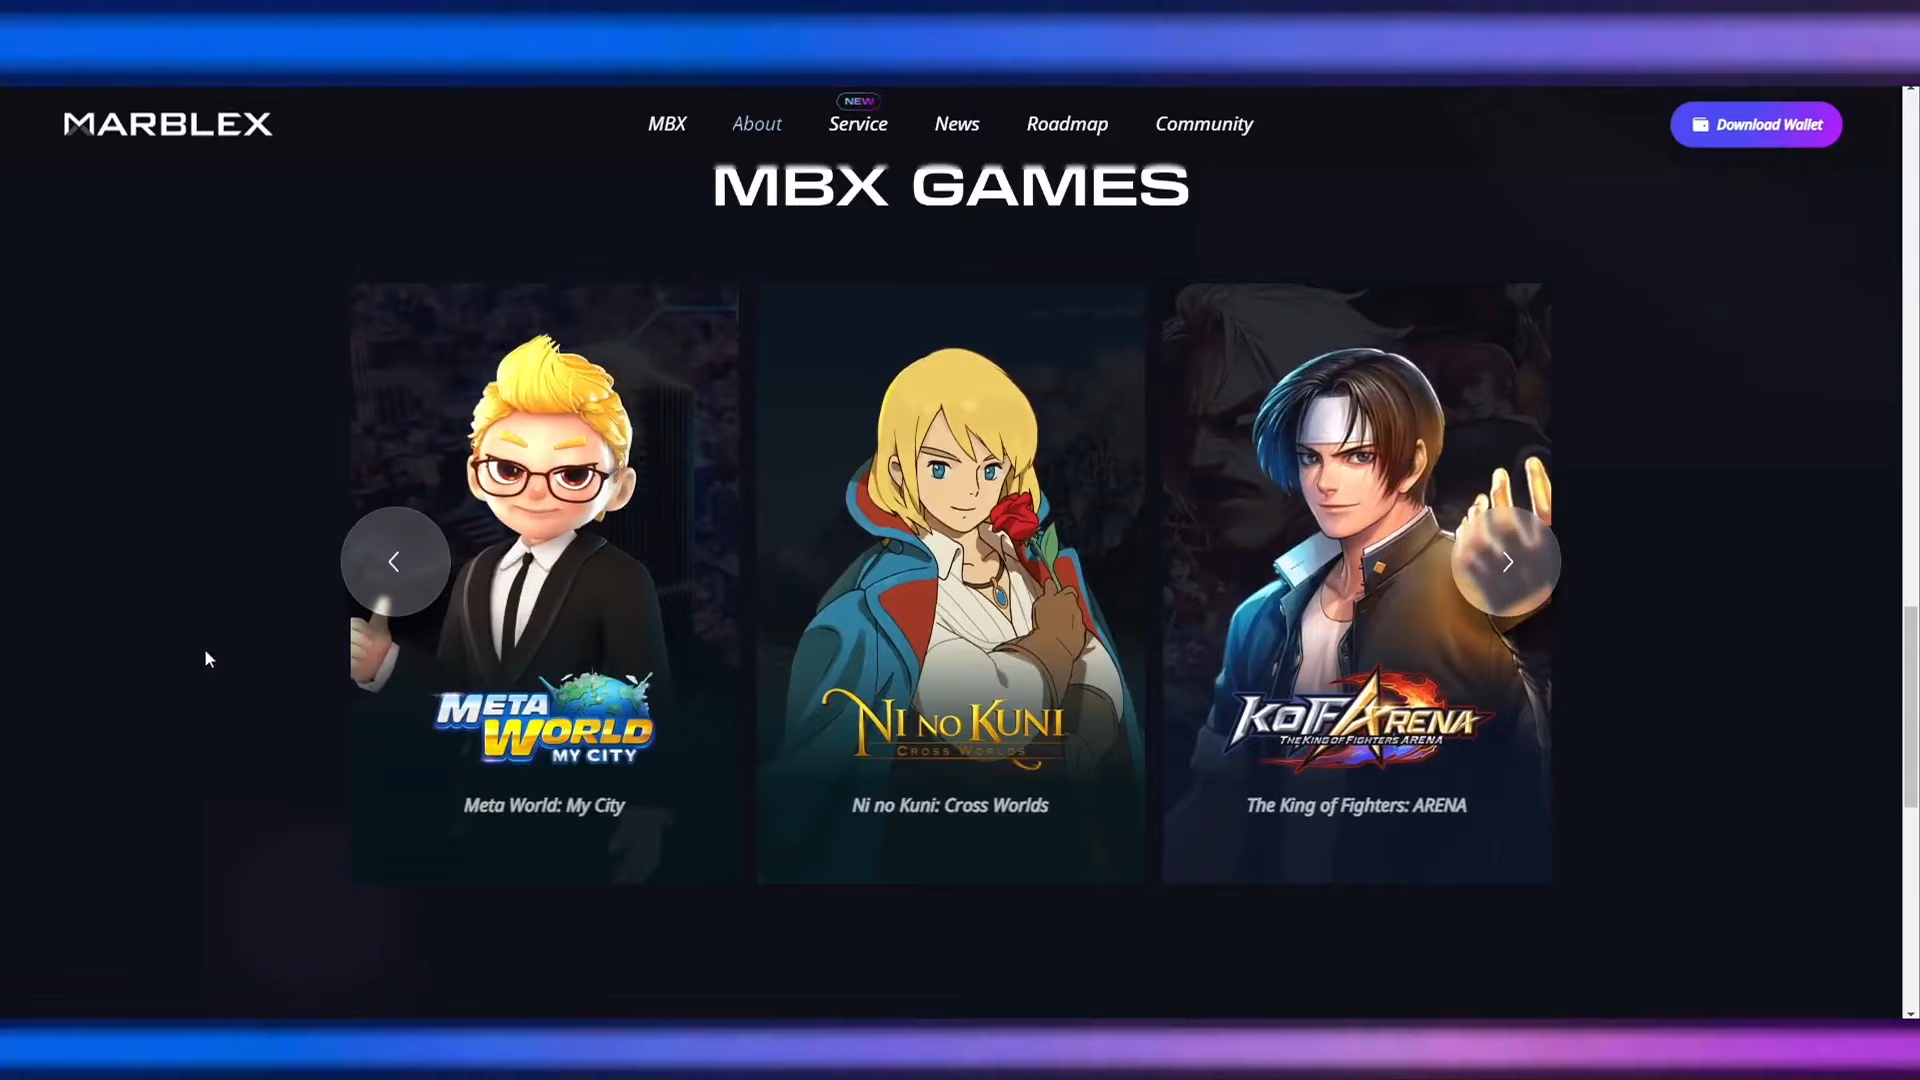 MARBLEX
MBX
About
NEW
Service
News
Roadmap
Community
Download Wallet
MBX GAMES
META
WORLD
MY CITY
Meta World: My City
NI NO KUNI
CROSS WORLDS
Ni no Kuni: Cross Worlds
KOF ARENA
THE KING OF FIGHTERS ARENA
The King of Fighters: ARENA